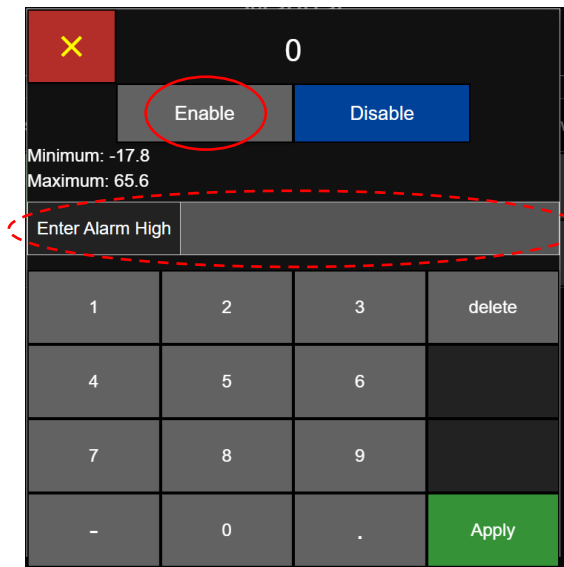 × 0
Enable Disable
Minimum: -17.8
Maximum: 65.6
Enter Alarm High
1 2 3 delete
4 5 6
7 8 9
- 0 . Apply